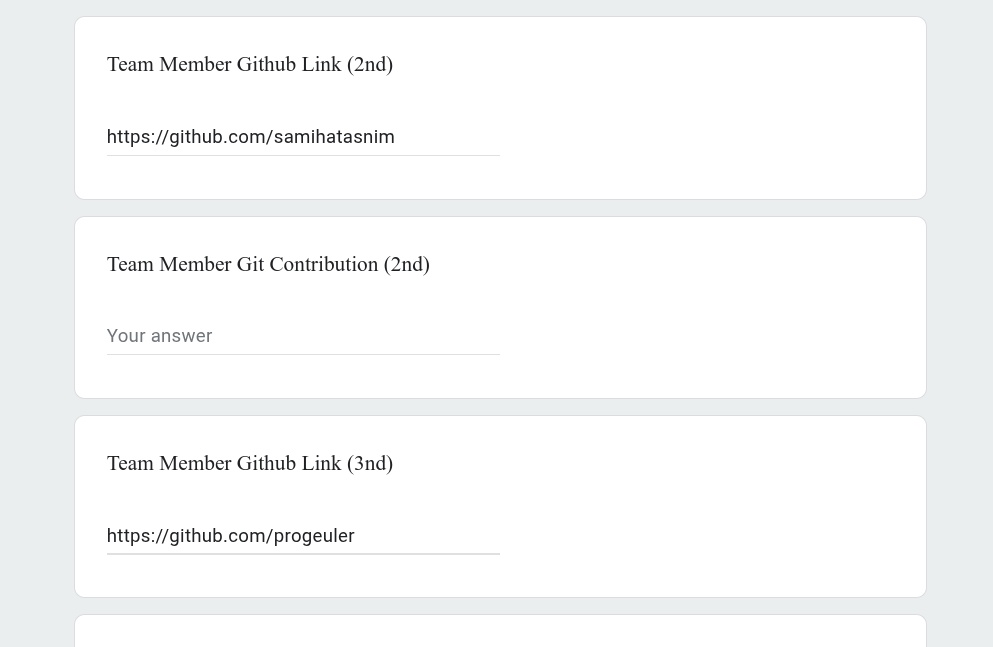 Team Member Github Link (2nd)
https://github.com/samihatasnim
Team Member Git Contribution (2nd)
Your answer
Team Member Github Link (3nd)
https://github.com/progeuler